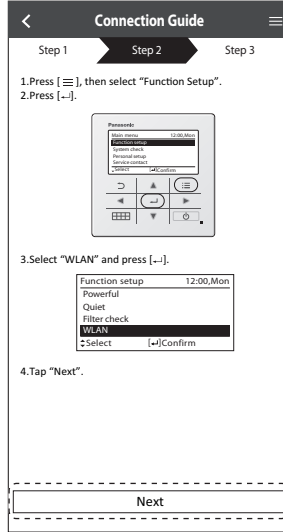 Connection Guide
Step 1 Step 2 Step 3
1.Press [ ☰ ], then select “Function Setup”.
2.Press [↵].
Panasonic
Main menu 12:00,Mon
Function setup
System check
Personal setup
Service contact
Select [↵]Confirm
3.Select “WLAN” and press [↵].
Function setup 12:00,Mon
Powerful
Quiet
Filter check
WLAN
Select [↵]Confirm
4.Tap “Next”.
Next